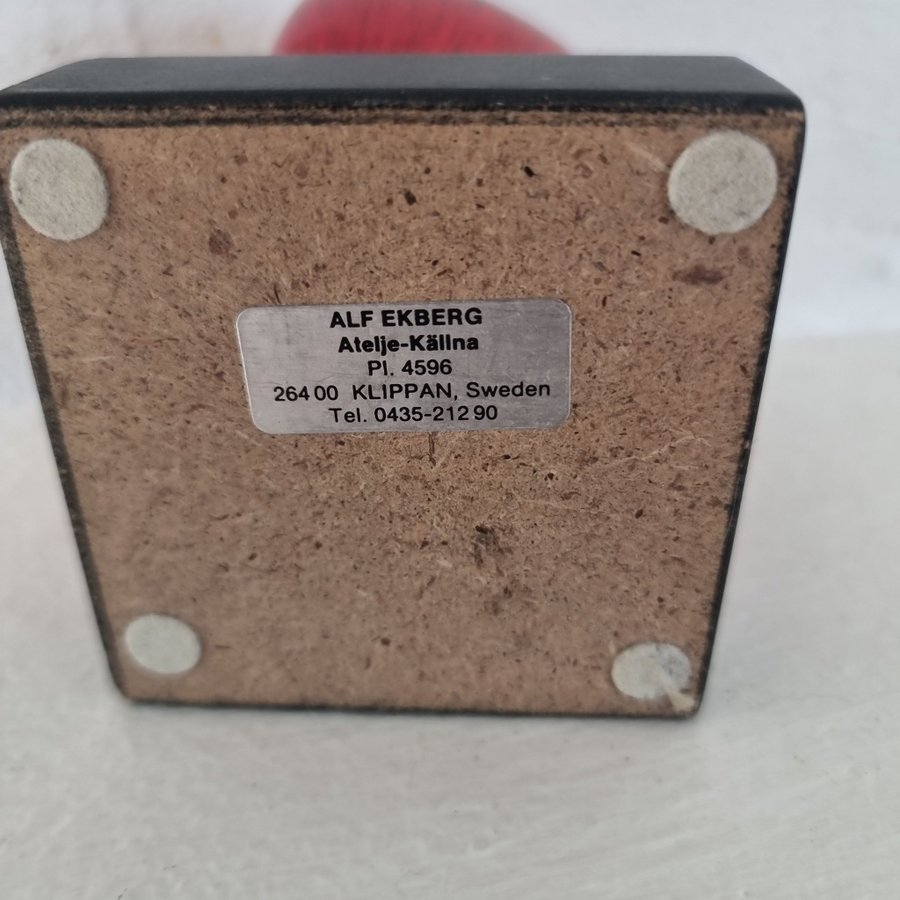 ALF EKBERG
Atelje-Källna
Pl. 4596
264 00 KLIPPAN, Sweden
Tel. 0435-212 90